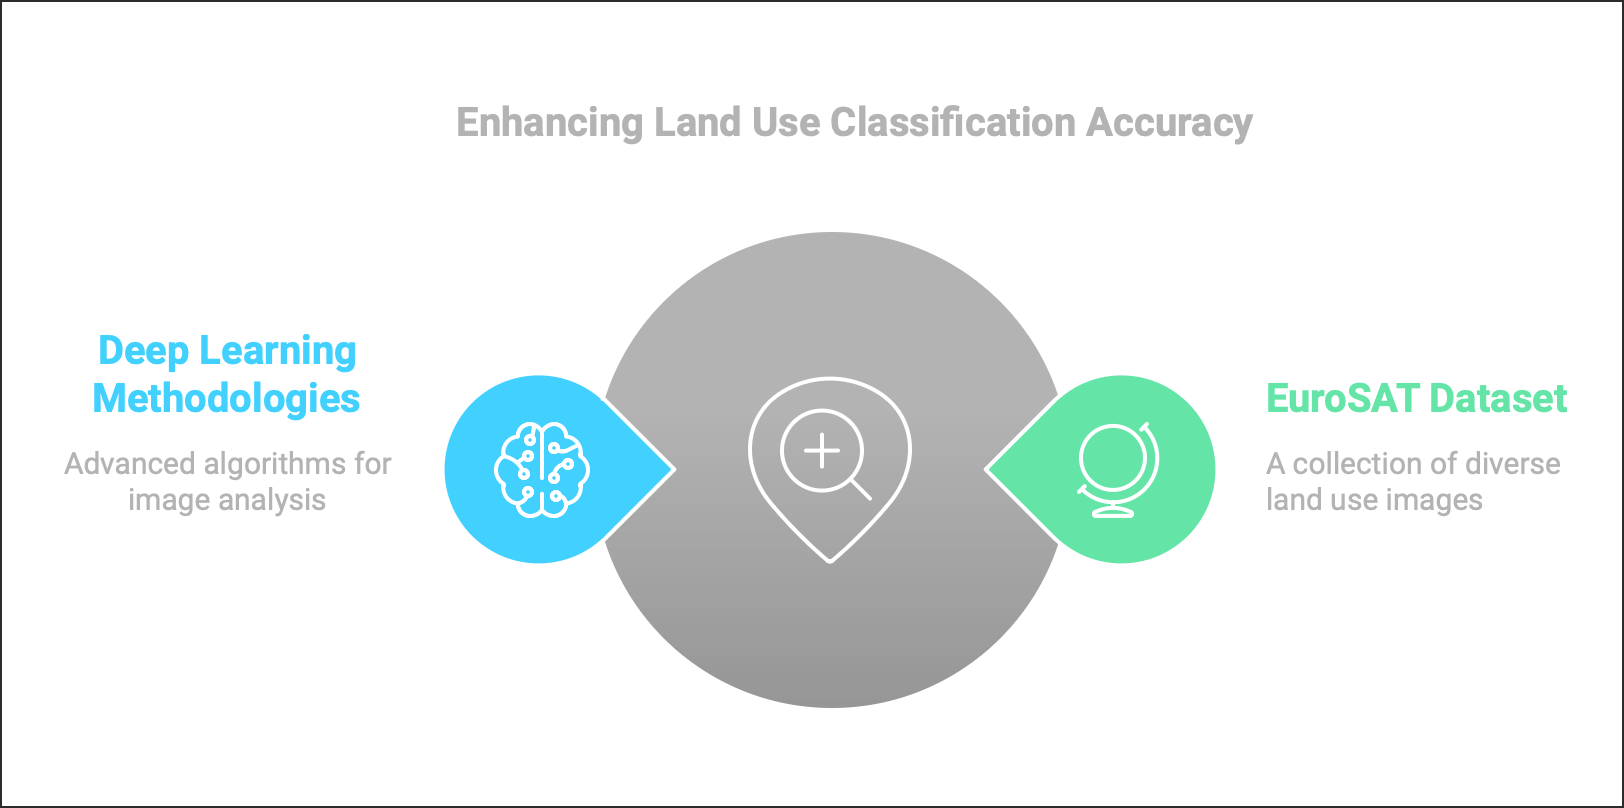 Enhancing Land Use Classification Accuracy
Deep Learning
Methodologies
Advanced algorithms for
image analysis
EuroSAT Dataset
A collection of diverse
land use images